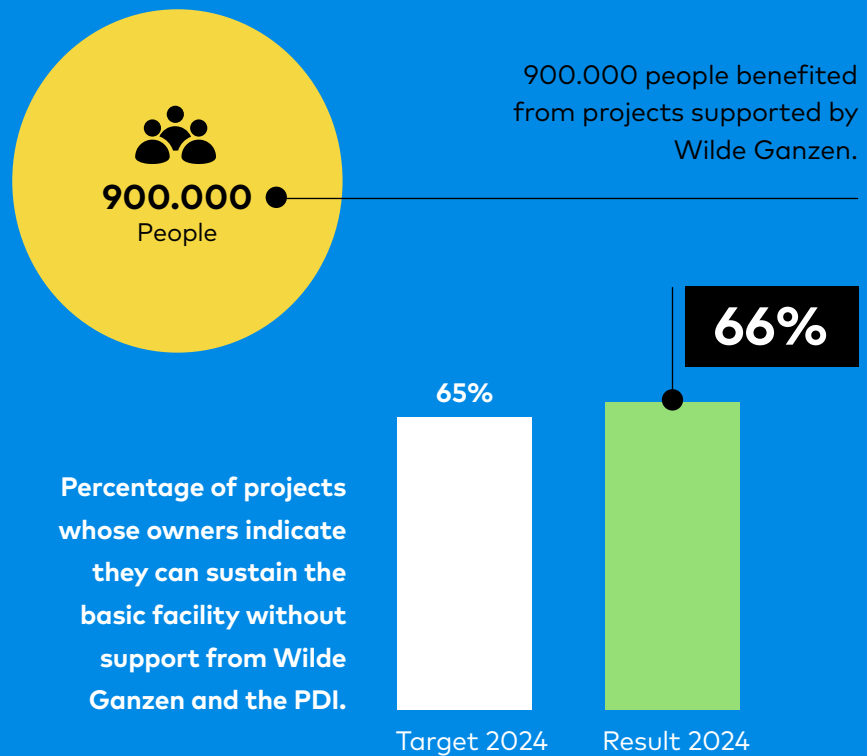 900.000
People
900.000 people benefited
from projects supported by
Wilde Ganzen.
66%
65%
Percentage of projects
whose owners indicate
they can sustain the
basic facility without
support from Wilde
Ganzen and the PDI.
Target 2024
Result 2024